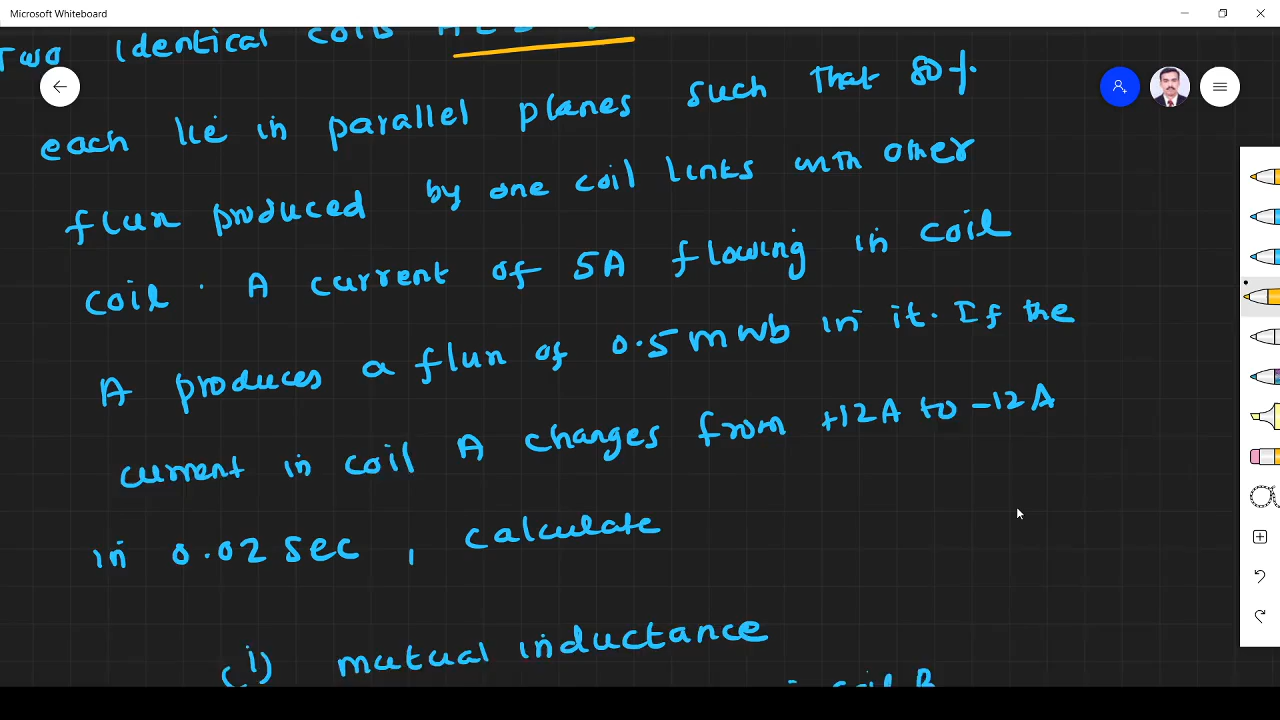 Microsoft Whiteboard
Two identical coils
each lie in parallel planes such that 80%
flux produced by one coil links with other
coil. A current of 5A flowing in coil
A produces a flux of 0.5 mWb in it. If the
current in coil A changes from +12A to -12A
in 0.02 sec, calculate
(i) mutual inductance
in coil B